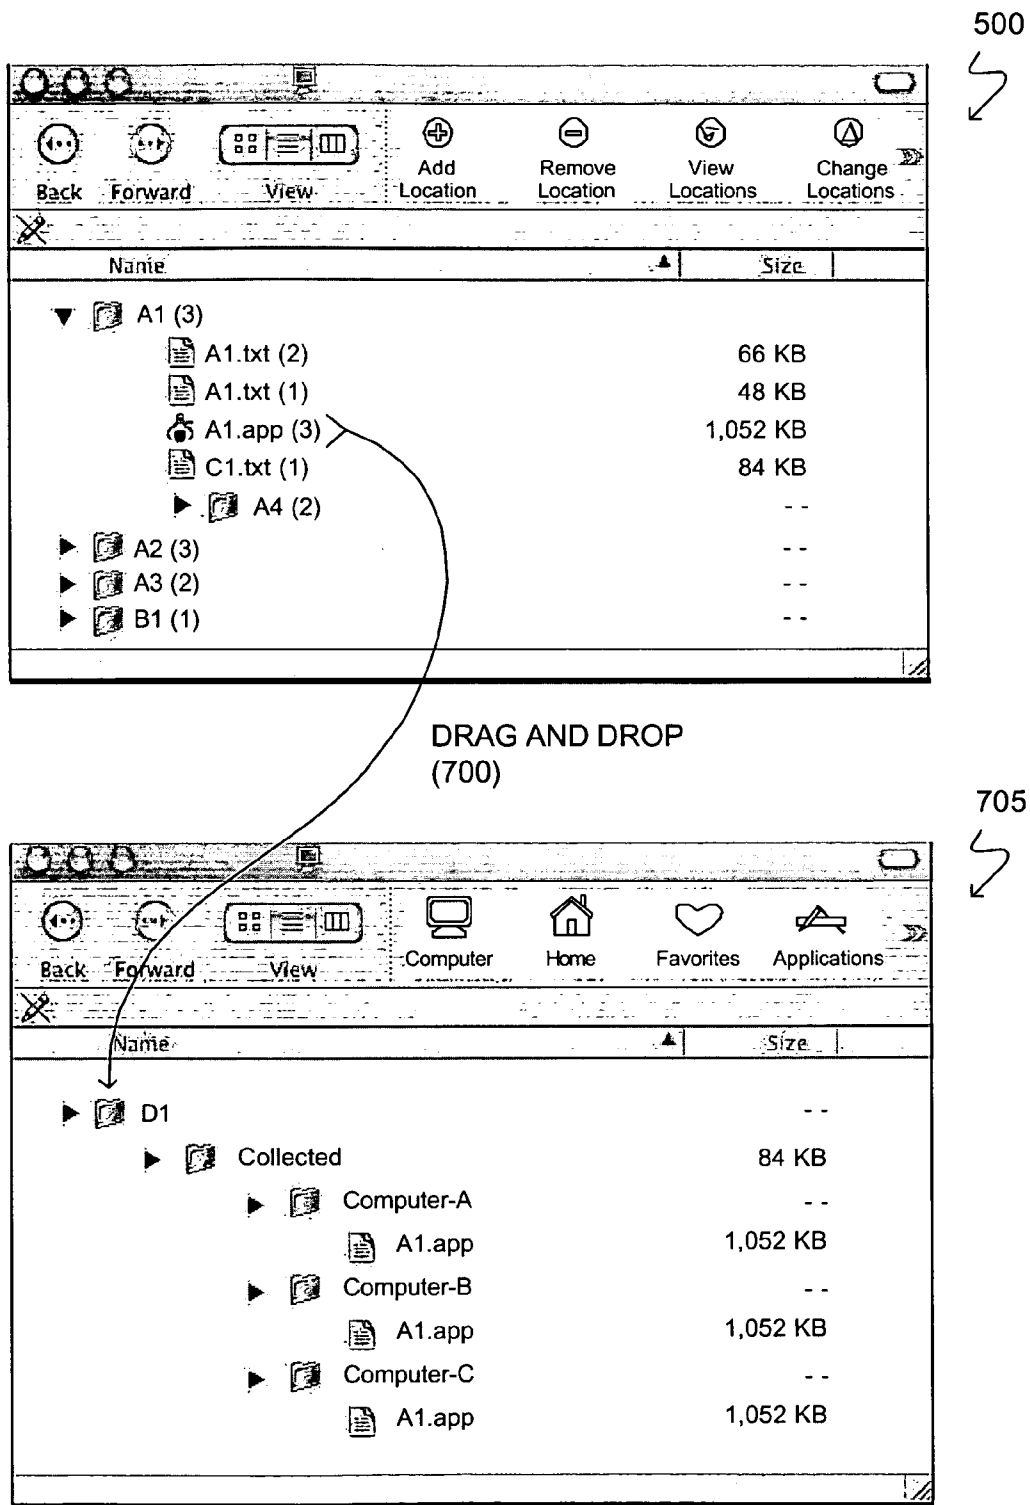 500
Back Forward View Add Location Remove Location View Locations Change Locations
Name Size
A1 (3)
A1.txt (2) 66 KB
A1.txt (1) 48 KB
A1.app (3) 1,052 KB
C1.txt (1) 84 KB
A4 (2) - -
A2 (3) - -
A3 (2) - -
B1 (1) - -
DRAG AND DROP
(700)
705
Back Forward View Computer Home Favorites Applications
Name Size
D1 - -
Collected 84 KB
Computer-A - -
A1.app 1,052 KB
Computer-B - -
A1.app 1,052 KB
Computer-C - -
A1.app 1,052 KB